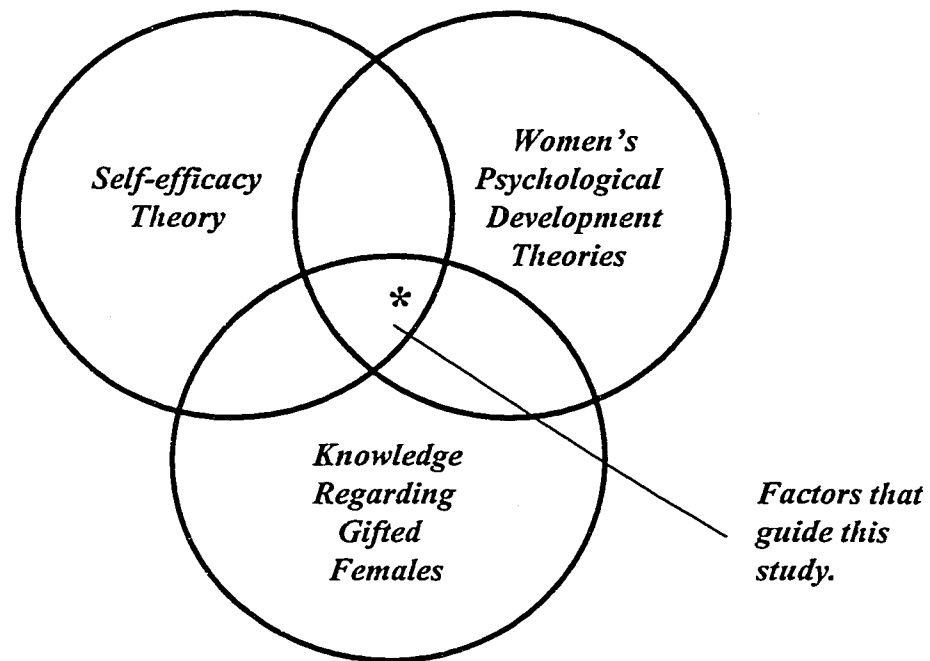 Self-efficacy
Theory
Women's
Psychological
Development
Theories
*
Knowledge
Regarding
Gifted
Females
Factors that
guide this
study.